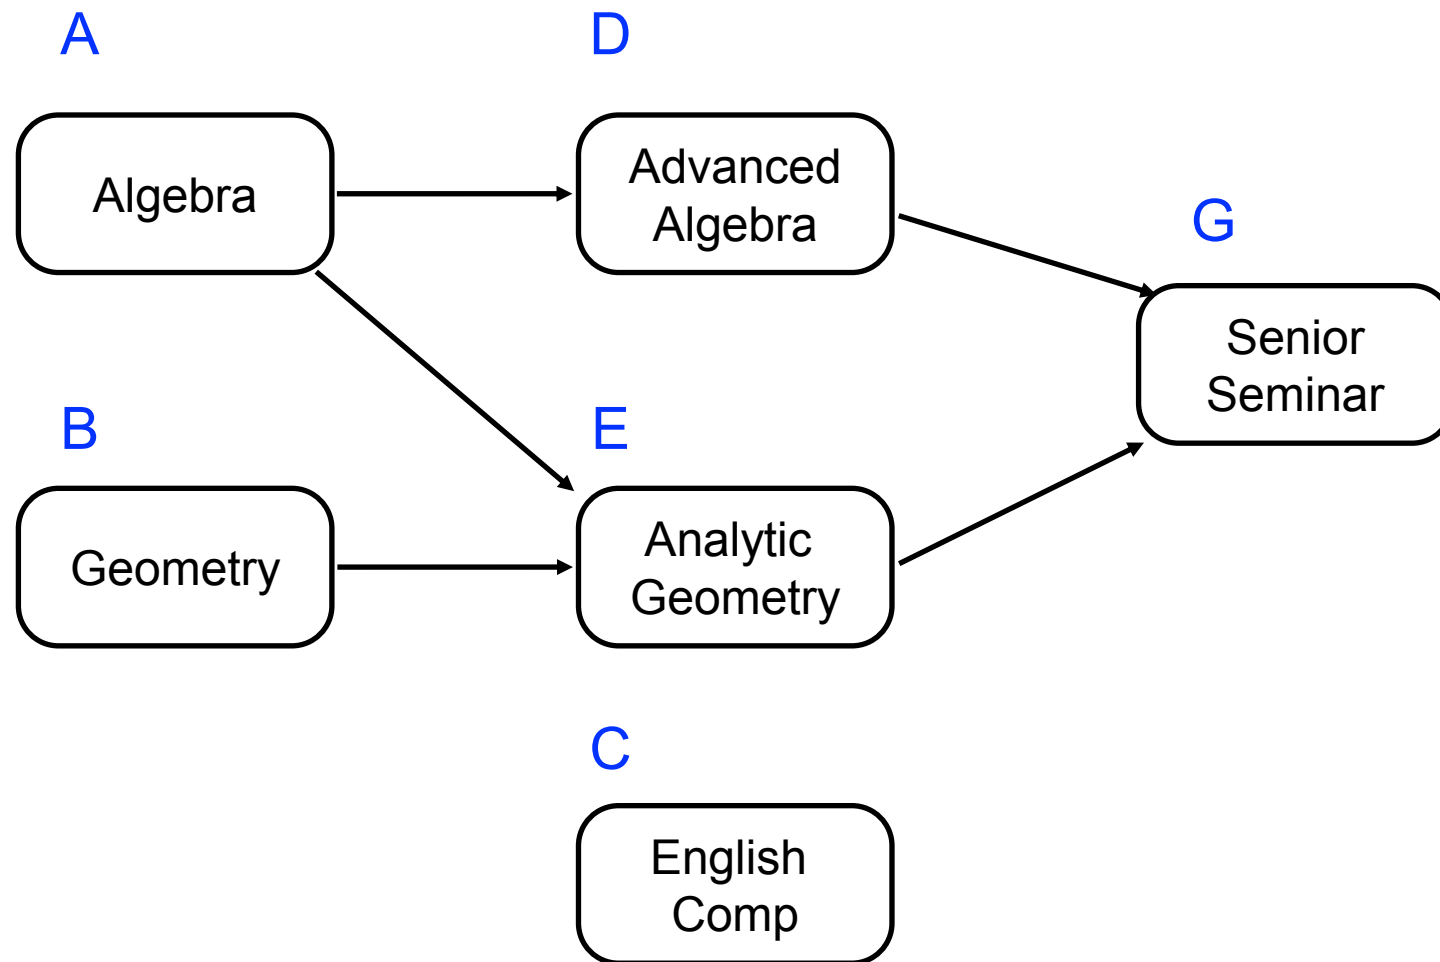 A
D
Algebra
Advanced
Algebra
G
Senior
Seminar
B
E
Geometry
Analytic
Geometry
C
English
Comp